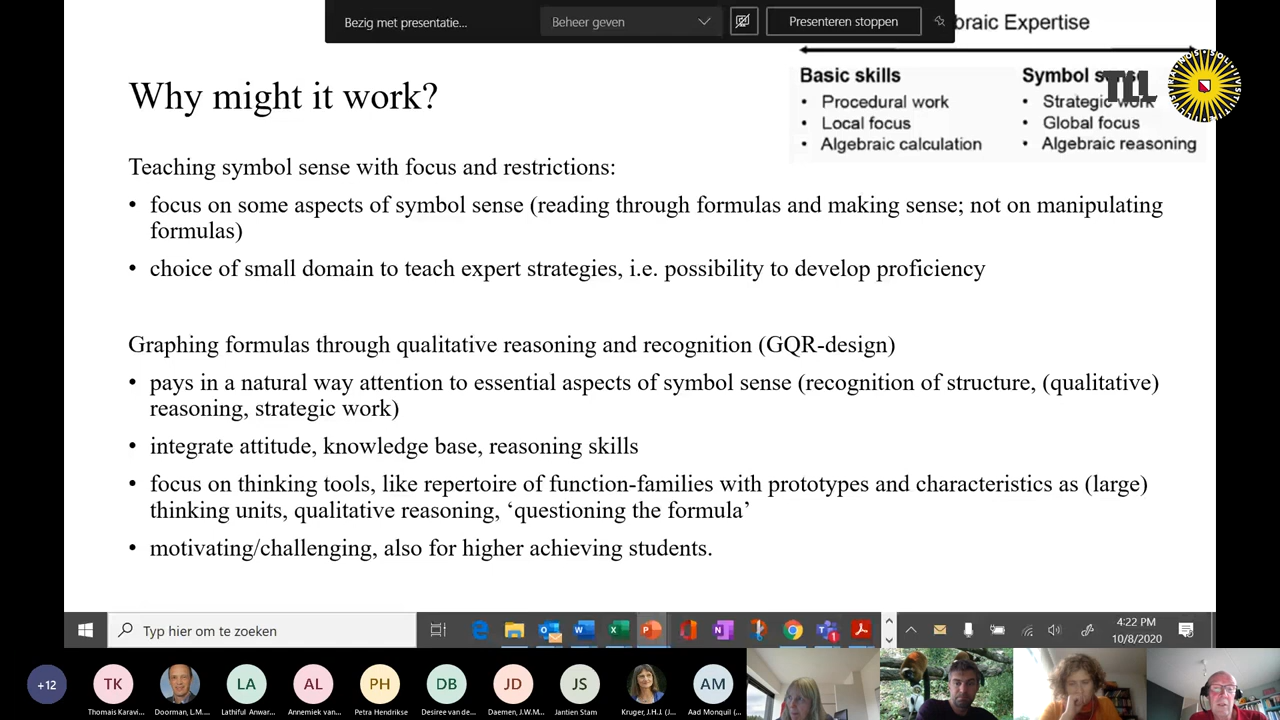 Bezig met presentatie...
Beheer geven
Presenteren stoppen
braic Expertise
Basic skills
• Procedural work
• Local focus
• Algebraic calculation
Symbol sense
• Strategic work
• Global focus
• Algebraic reasoning
TLL
Why might it work?
Teaching symbol sense with focus and restrictions:
• focus on some aspects of symbol sense (reading through formulas and making sense; not on manipulating
formulas)
• choice of small domain to teach expert strategies, i.e. possibility to develop proficiency
Graphing formulas through qualitative reasoning and recognition (GQR-design)
• pays in a natural way attention to essential aspects of symbol sense (recognition of structure, (qualitative)
reasoning, strategic work)
• integrate attitude, knowledge base, reasoning skills
• focus on thinking tools, like repertoire of function-families with prototypes and characteristics as (large)
thinking units, qualitative reasoning, ‘questioning the formula’
• motivating/challenging, also for higher achieving students.
Typ hier om te zoeken
4:22 PM
10/8/2020
+12
TK
LA
AL
PH
DB
JD
JS
AM
Thomais Karavi...
Doorman, L.M...
Lathiful Anwar...
Annemiek van...
Petra Hendrikse
Desiree van de...
Daemen, J.W.M...
Jantien Stam
Kruger, J.H.J. (J...
Aad Monquil (...